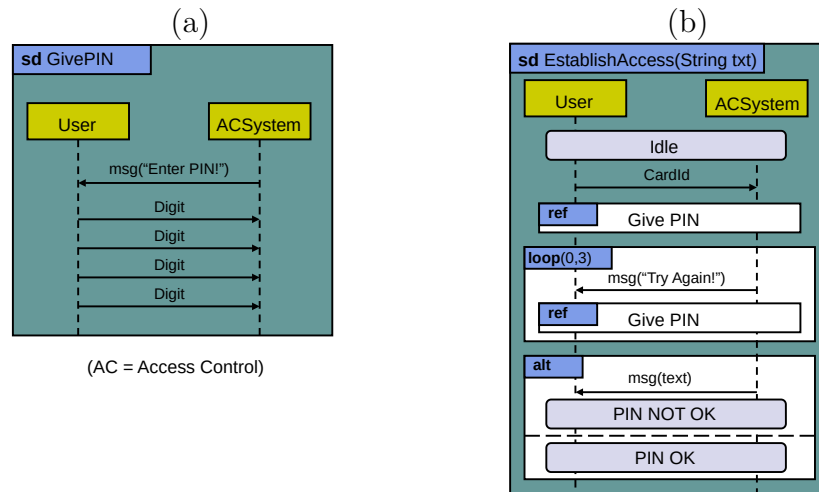 (a)
sd GivePIN
User
ACSystem
msg(“Enter PIN!”)
Digit
Digit
Digit
Digit
(AC = Access Control)
(b)
sd EstablishAccess(String txt)
User
ACSystem
Idle
CardId
ref
Give PIN
loop(0,3)
msg(“Try Again!”)
ref
Give PIN
alt
msg(text)
PIN NOT OK
PIN OK